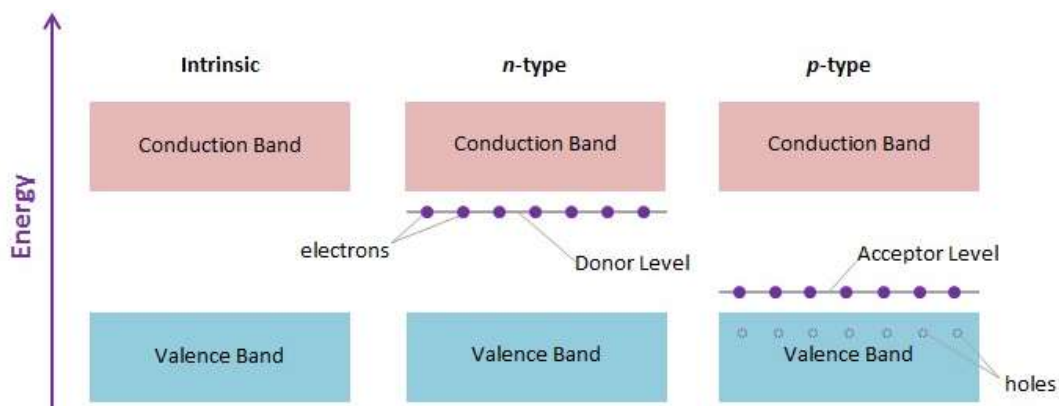 Energy
Intrinsic
n-type
p-type
Conduction Band
Conduction Band
Conduction Band
electrons
Donor Level
Acceptor Level
Valence Band
Valence Band
Valence Band
holes